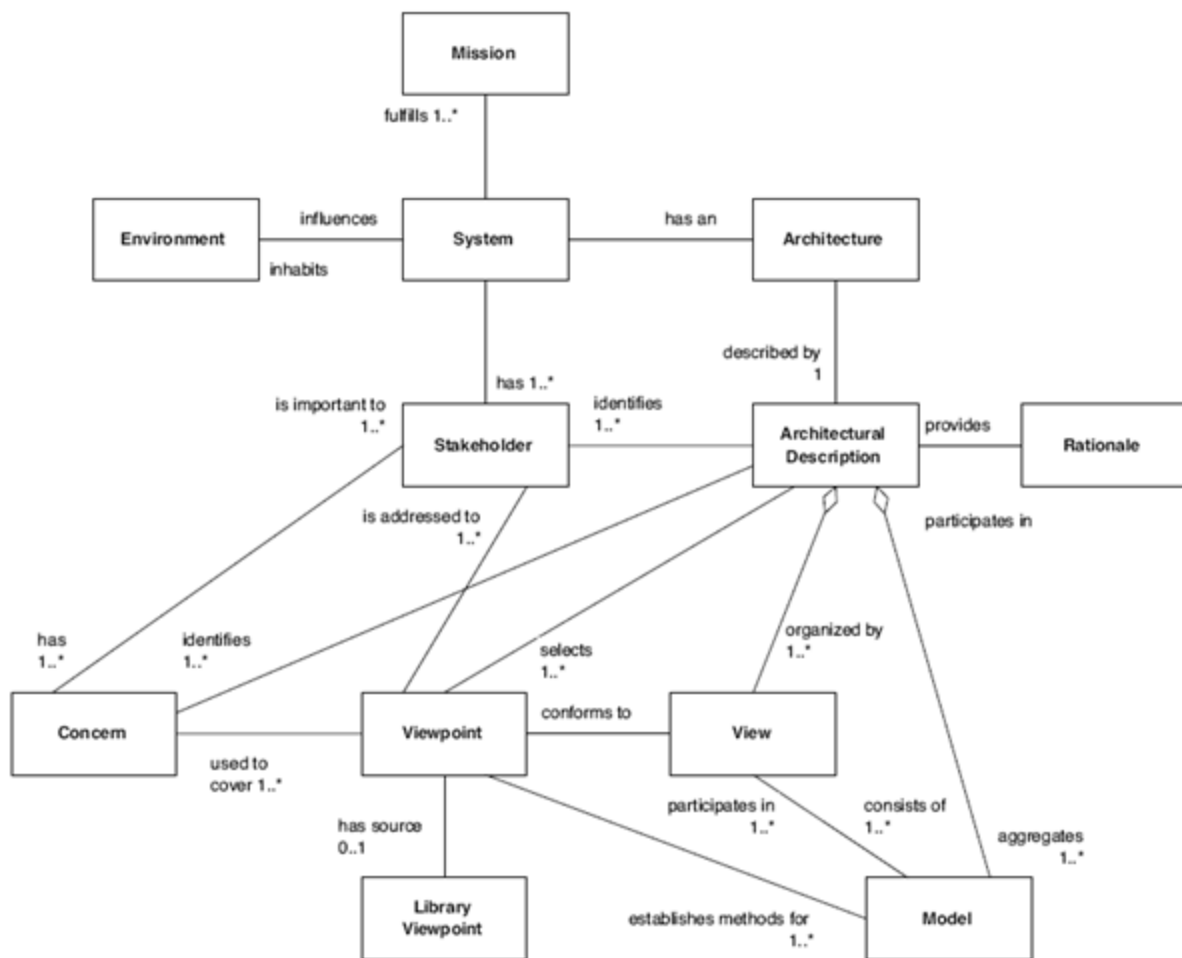 Mission
fulfills 1..*
Environment
influences
inhabits
System
has an
Architecture
described by
1
has 1..*
is important to
1..*
Stakeholder
identifies
1..*
Architectural
Description
provides
Rationale
is addressed to
1..*
participates in
has
1..*
identifies
1..*
selects
1..*
organized by
1..*
Concern
used to
cover 1..*
Viewpoint
conforms to
View
has source
0..1
participates in
1..*
consists of
1..*
aggregates
1..*
Library
Viewpoint
establishes methods for
1..*
Model